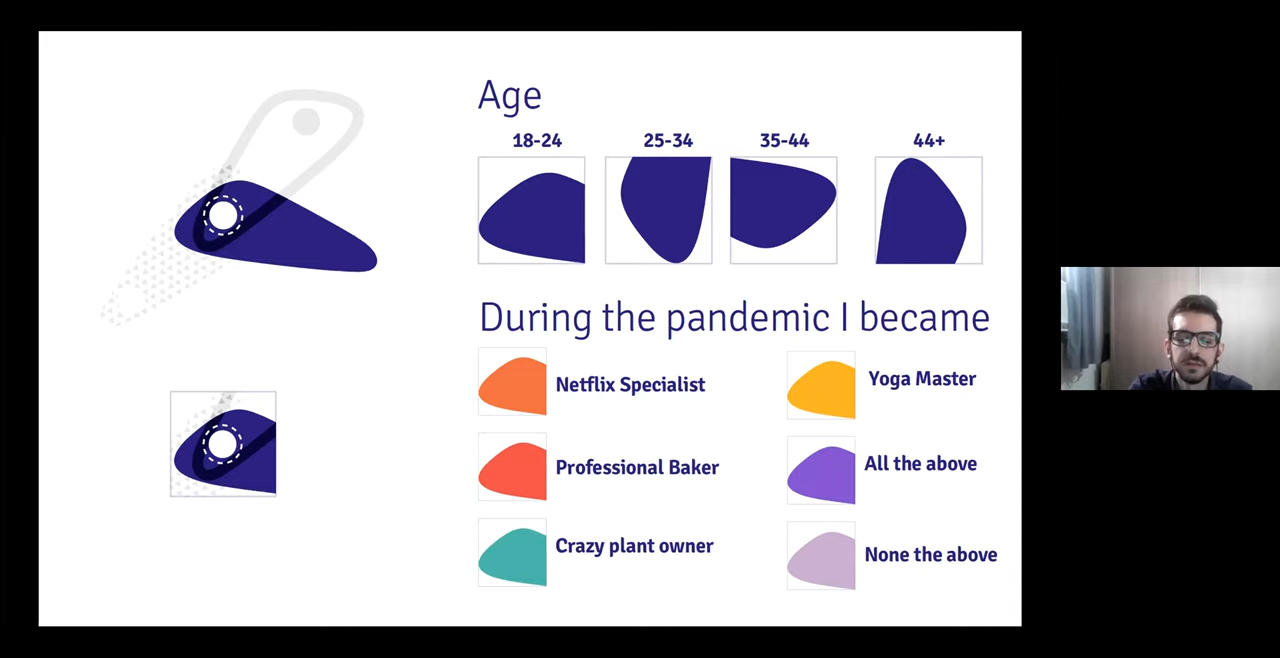 Age
18-24 25-34 35-44 44+
During the pandemic I became
Netflix Specialist
Yoga Master
Professional Baker
All the above
Crazy plant owner
None the above